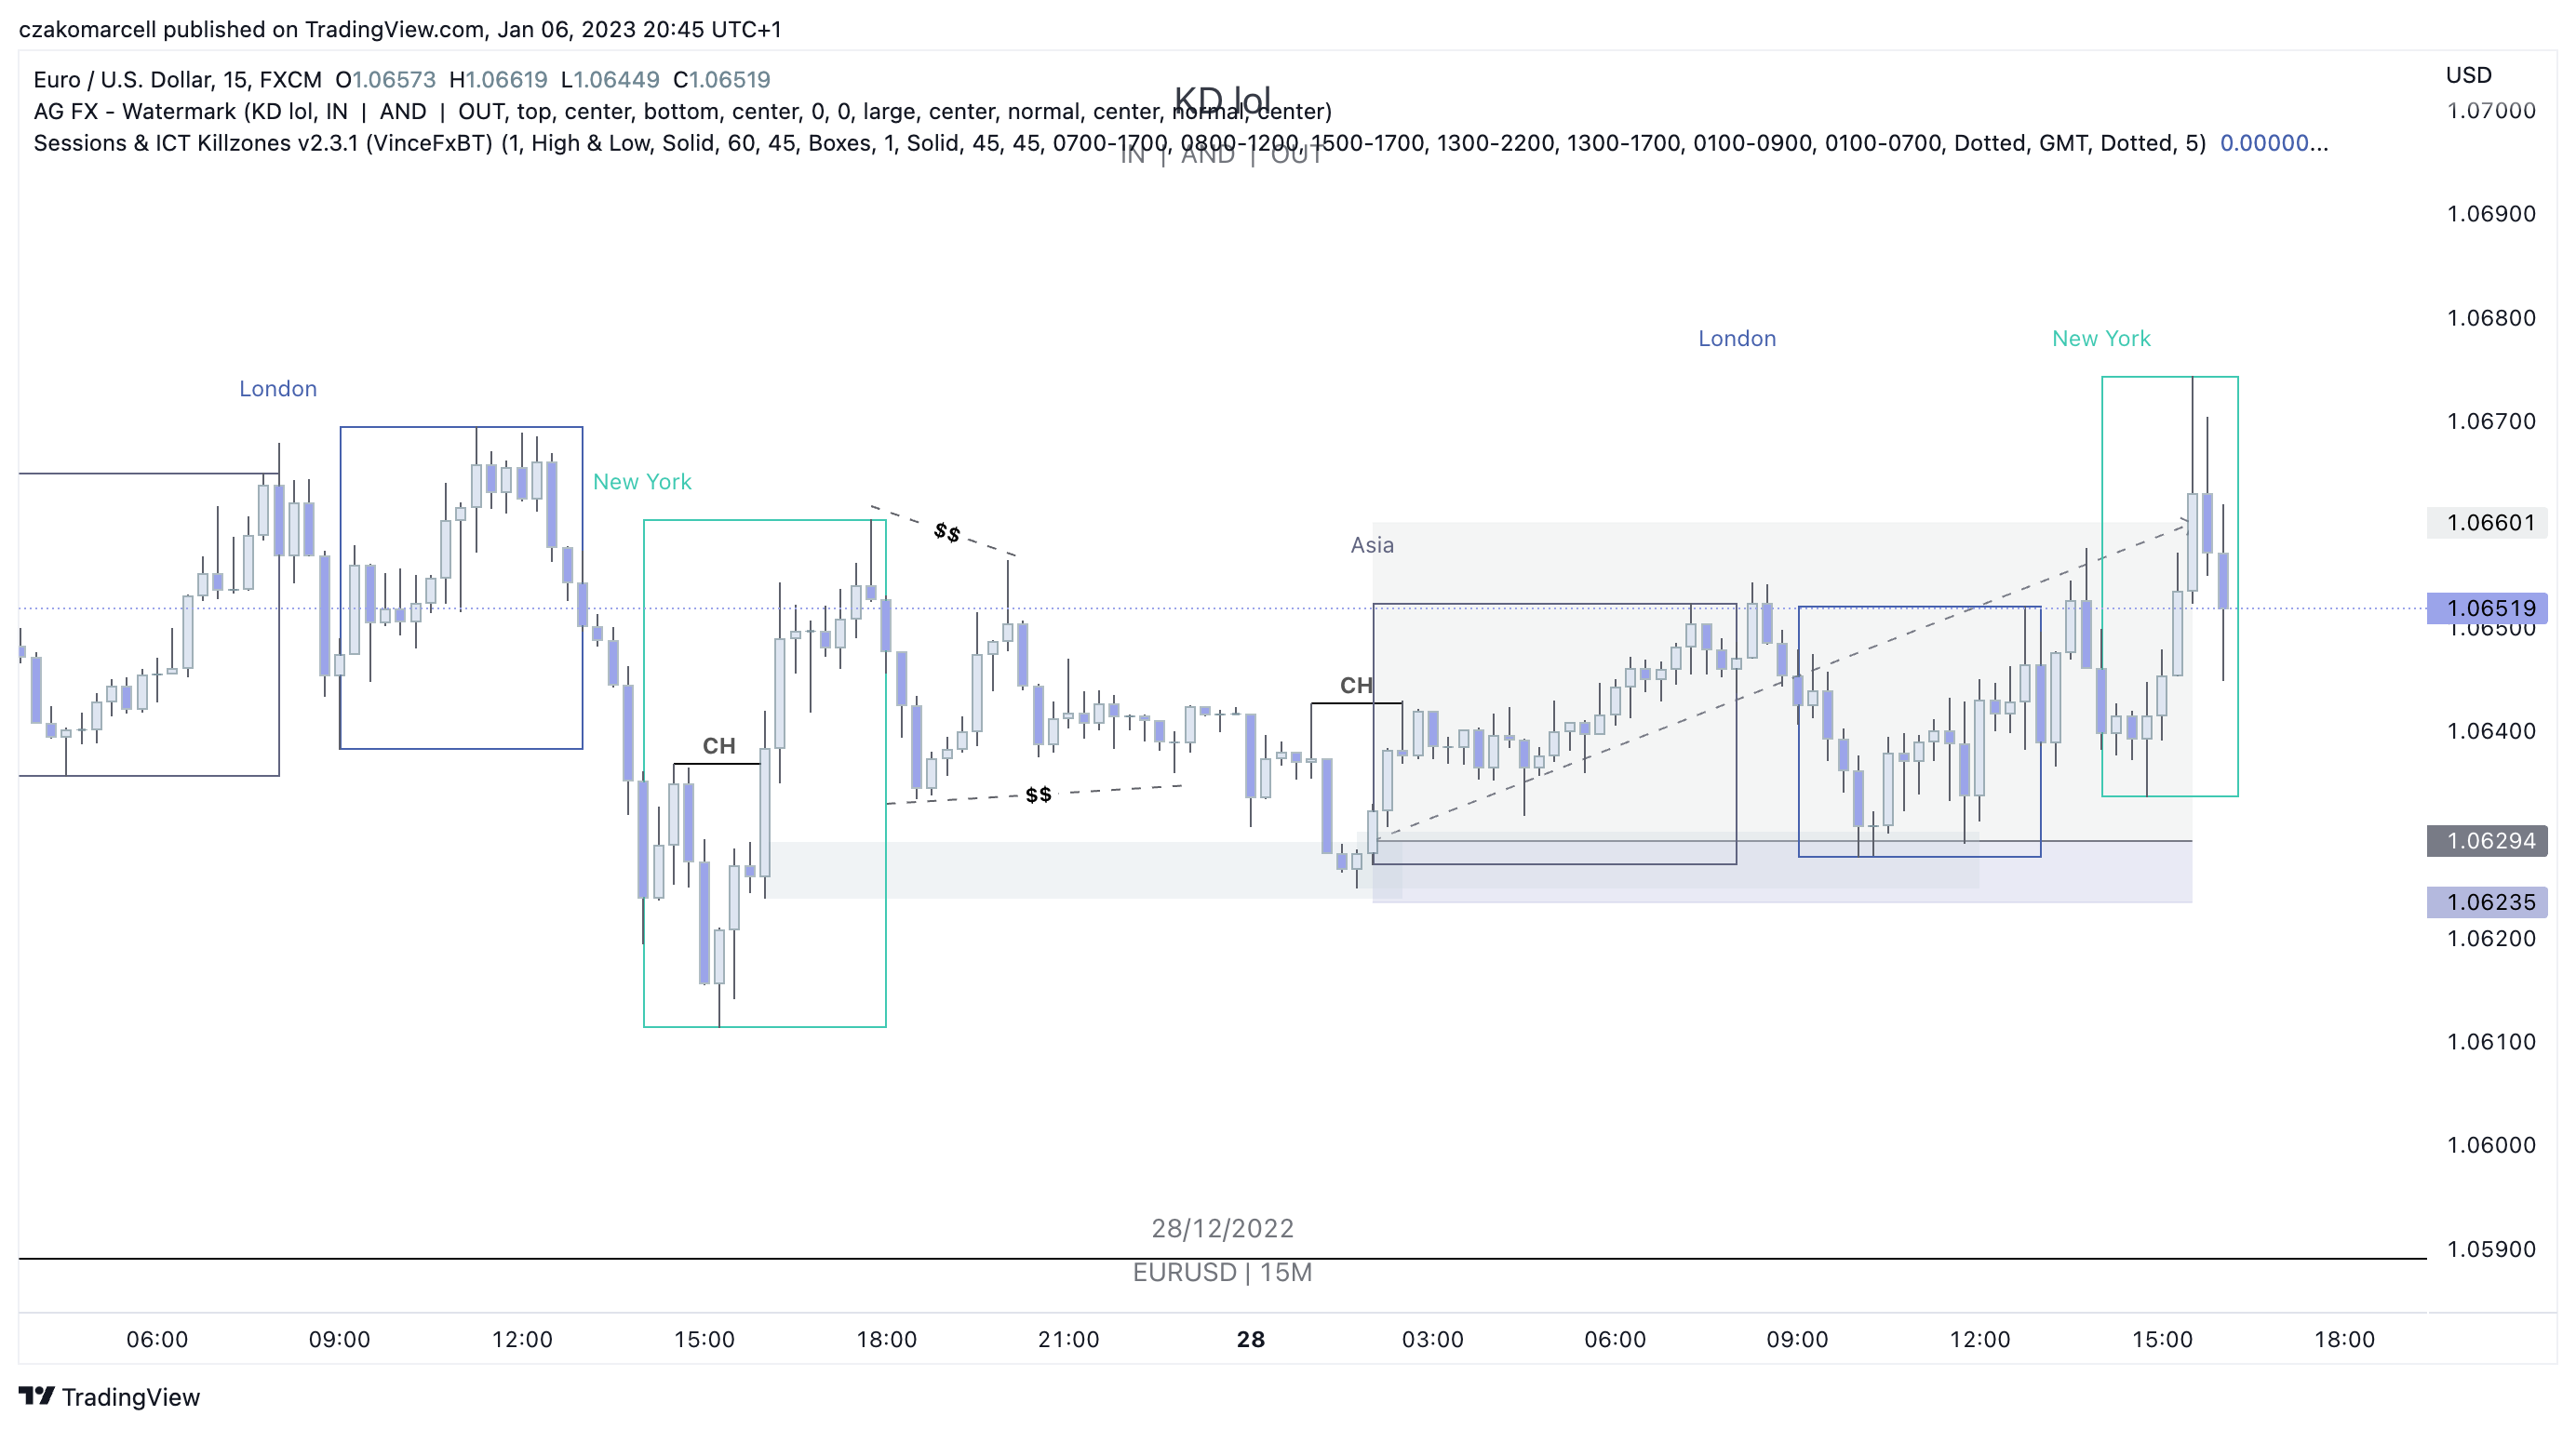 czakomarcell published on TradingView.com, Jan 06, 2023 20:45 UTC+1
Euro / U.S. Dollar, 15, FXCM O1.06573 H1.06619 L1.06449 C1.06519
USD
KD lol
AG FX - Watermark (KD lol, IN | AND | OUT, top, center, bottom, center, 0, 0, large, center, normal, center, normal, center)
1.07000
Sessions & ICT Killzones v2.3.1 (VinceFxBT) (1, High & Low, Solid, 60, 45, Boxes, 1, Solid, 45, 45, 0700-1700, 0800-1200, 1500-1700, 1300-2200, 1300-1700, 0100-0900, 0100-0700, Dotted, GMT, Dotted, 5) 0.00000...
IN | AND | OUT
1.06900
1.06800
London
New York
London
1.06700
New York
1.06601
$$
Asia
1.06519
1.06500
CH
1.06400
CH
$$
1.06294
1.06235
1.06200
1.06100
1.06000
28/12/2022
1.05900
EURUSD | 15M
06:00 09:00 12:00 15:00 18:00 21:00 28 03:00 06:00 09:00 12:00 15:00 18:00
TradingView